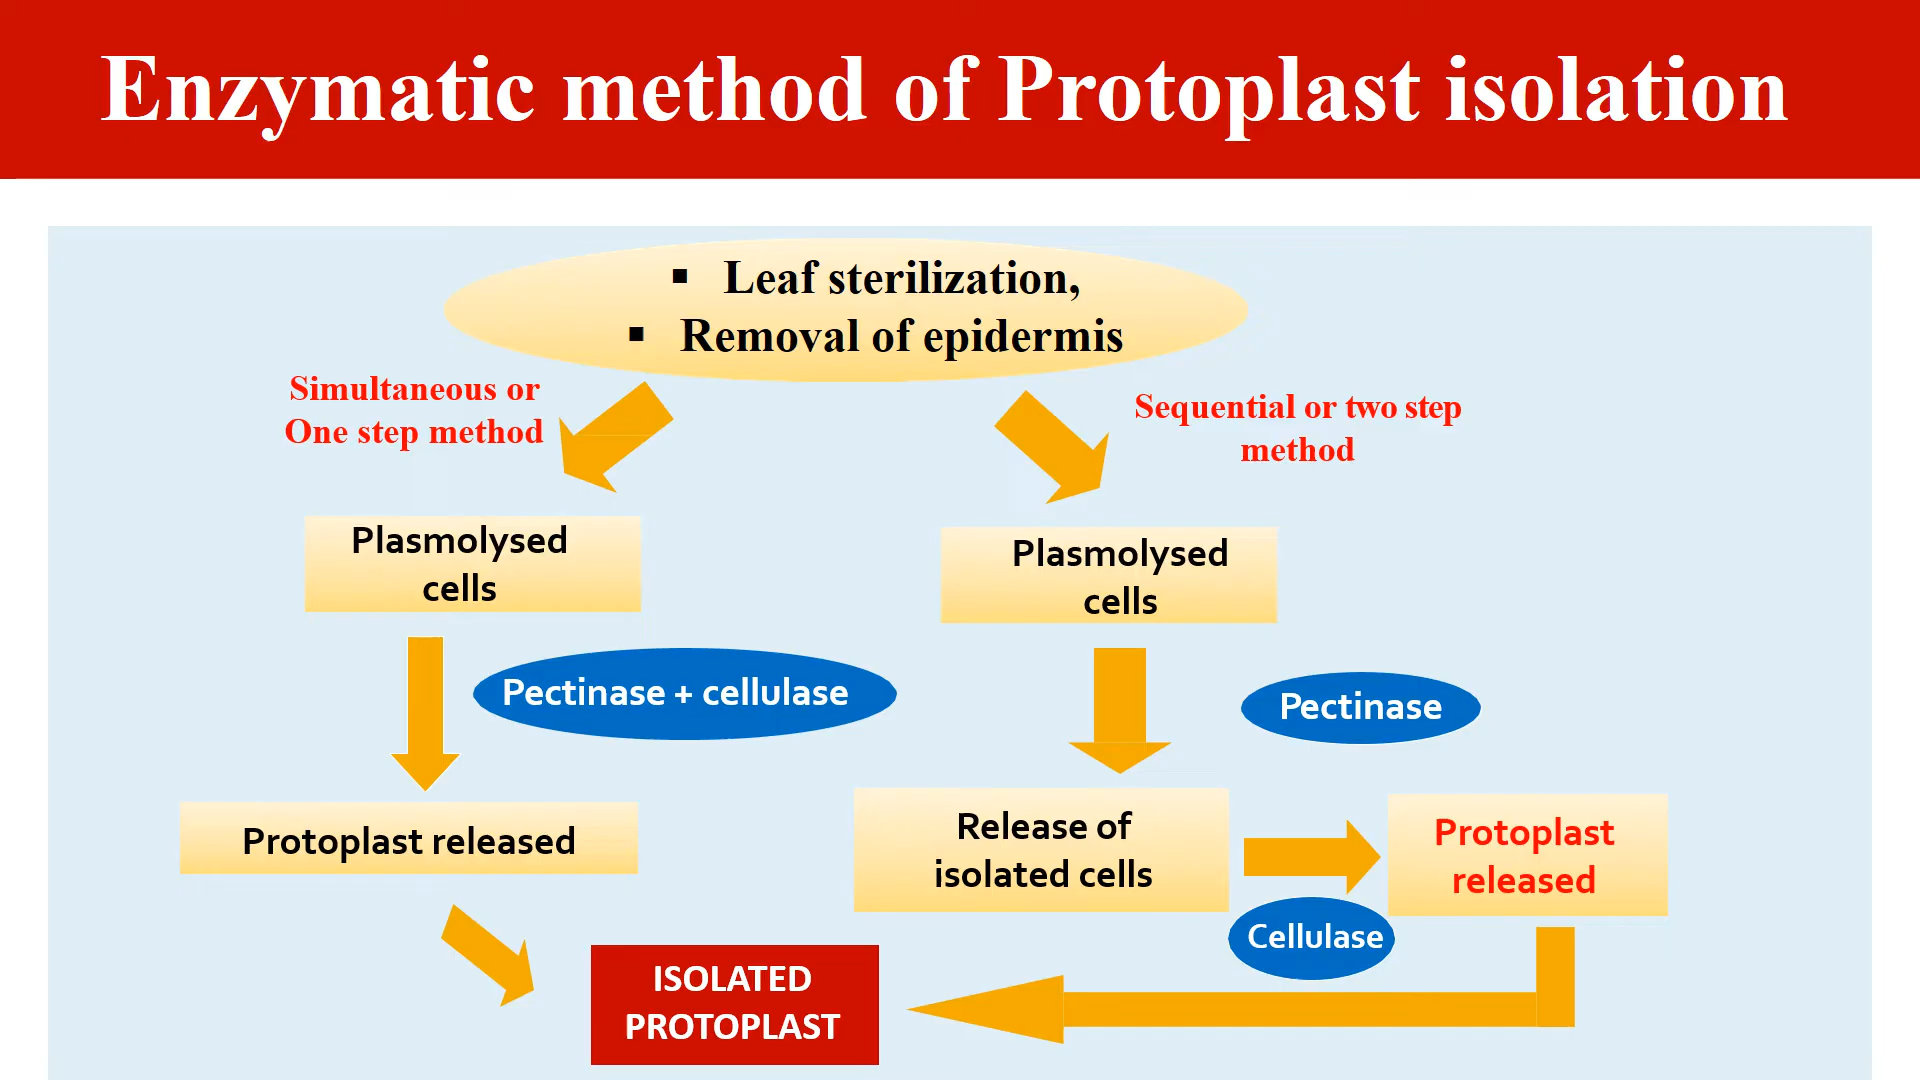 Enzymatic method of Protoplast isolation
▪ Leaf sterilization,
▪ Removal of epidermis
Simultaneous or
One step method
Sequential or two step
method
Plasmolysed
cells
Plasmolysed
cells
Pectinase + cellulase
Pectinase
Protoplast released
Release of
isolated cells
Protoplast
released
Cellulase
ISOLATED
PROTOPLAST